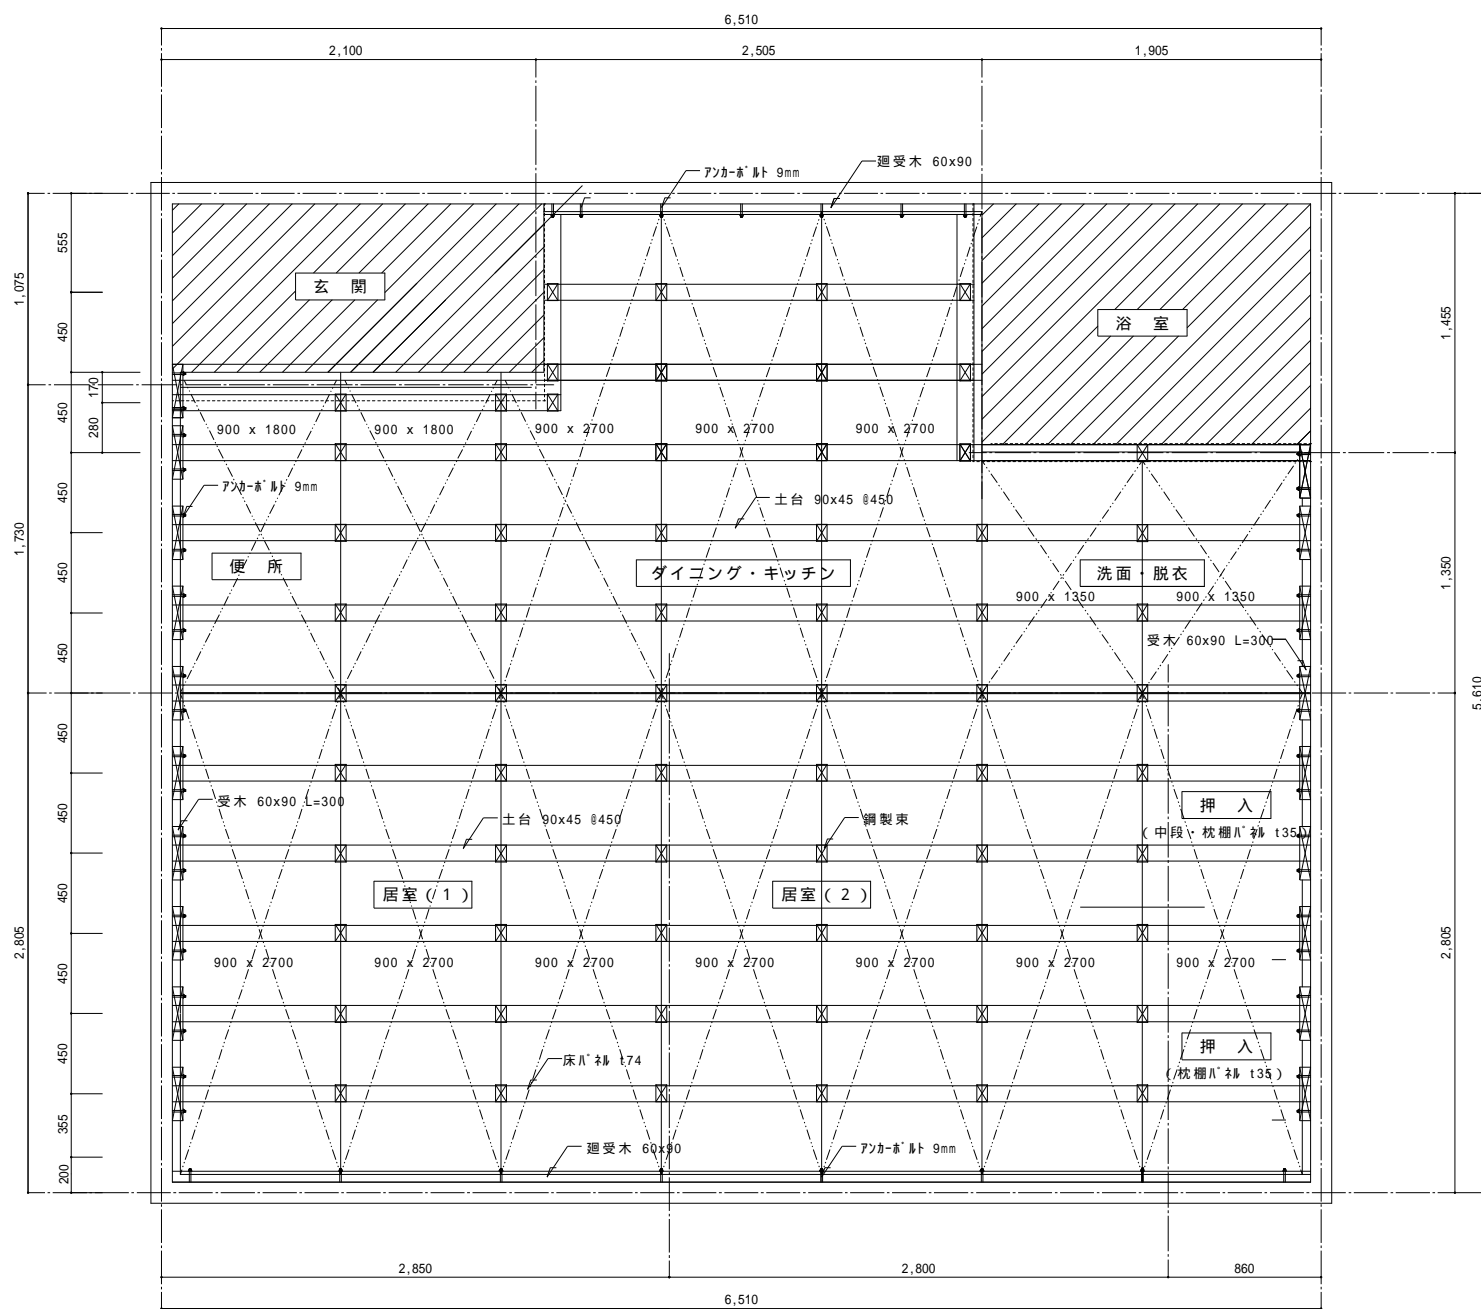 6,510
2,100
2,505
1,905
アンカーボルト 9mm
廻受木 60x90
555
1,075
450
玄 関
浴 室
1,455
170
450
280
900 x 1800
900 x 1800
900 x 2700
900 x 2700
900 x 2700
アンカーボルト 9mm
土台 90x45 @450
450
1,730
便 所
ダイニング・キッチン
洗面・脱衣
450
1,350
900 x 1350
900 x 1350
受木 60x90 L=300
450
5,610
450
受木 60x90 L=300
土台 90x45 @450
鋼製束
押 入
(中段・枕棚パネル t35)
450
居室(1)
居室(2)
450
2,805
2,805
900 x 2700
900 x 2700
900 x 2700
900 x 2700
900 x 2700
900 x 2700
900 x 2700
450
押 入
(枕棚パネル t35)
床パネル t74
450
355
廻受木 60x90
アンカーボルト 9mm
200
2,850
2,800
860
6,510